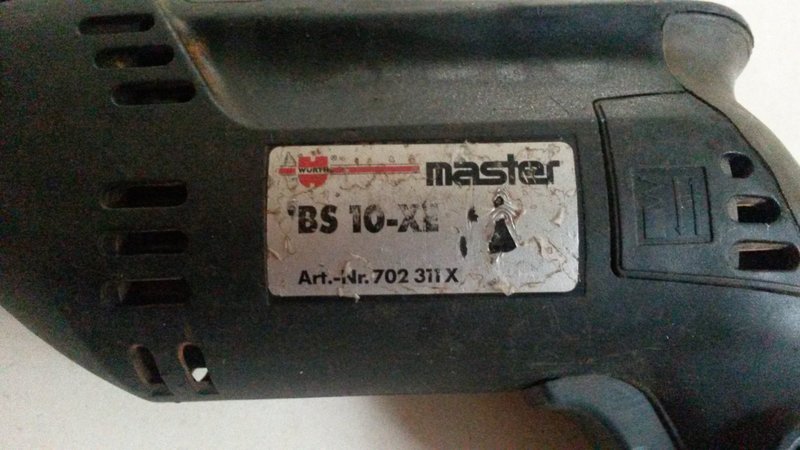 WÜRTH
master
BS 10-XE
Art.-Nr. 702 311 X